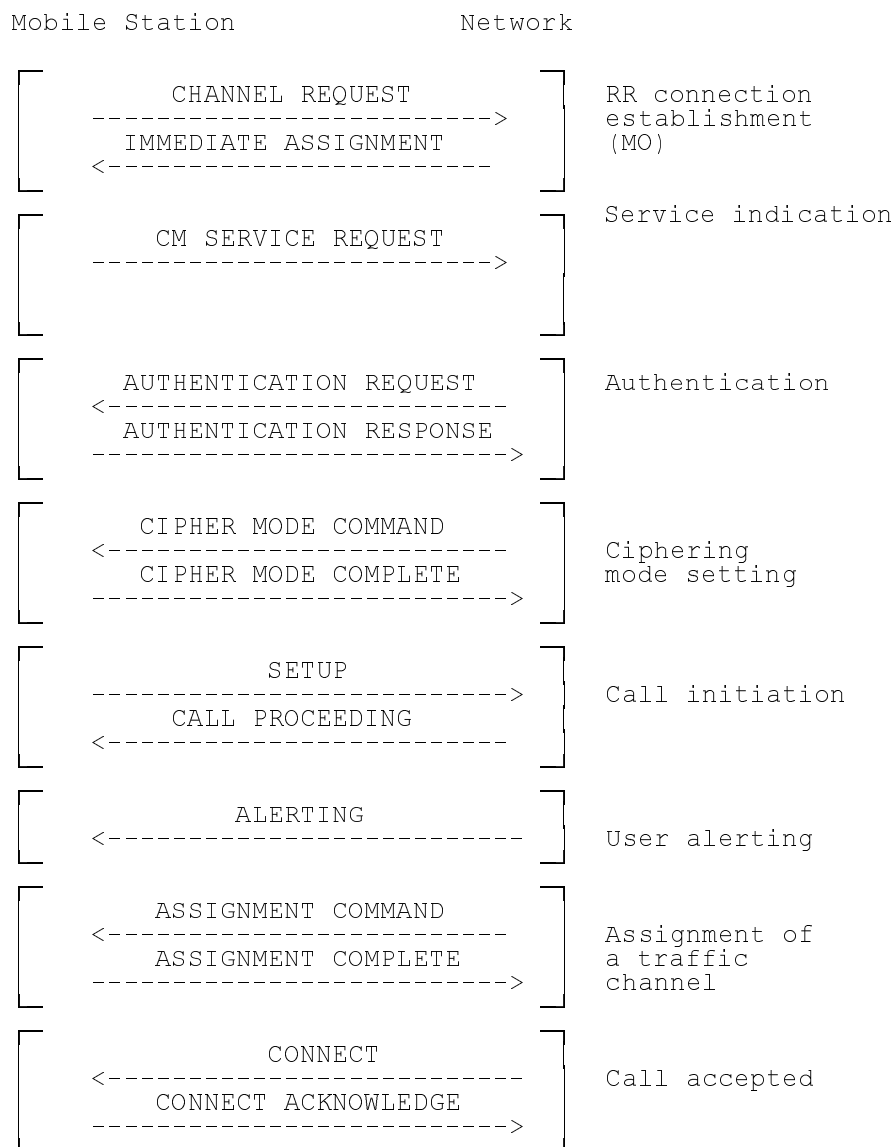 Mobile Station Network
CHANNEL REQUEST RR connection
-------------------------> establishment
IMMEDIATE ASSIGNMENT (MO)
<------------------------
Service indication
CM SERVICE REQUEST
------------------------->
AUTHENTICATION REQUEST Authentication
<-------------------------
AUTHENTICATION RESPONSE
-------------------------->
CIPHER MODE COMMAND
<------------------------- Ciphering
CIPHER MODE COMPLETE mode setting
-------------------------->
SETUP
--------------------------> Call initiation
CALL PROCEEDING
<-------------------------
ALERTING
<-------------------------- User alerting
ASSIGNMENT COMMAND
<------------------------- Assignment of
ASSIGNMENT COMPLETE a traffic
--------------------------> channel
CONNECT
<-------------------------- Call accepted
CONNECT ACKNOWLEDGE
-------------------------->